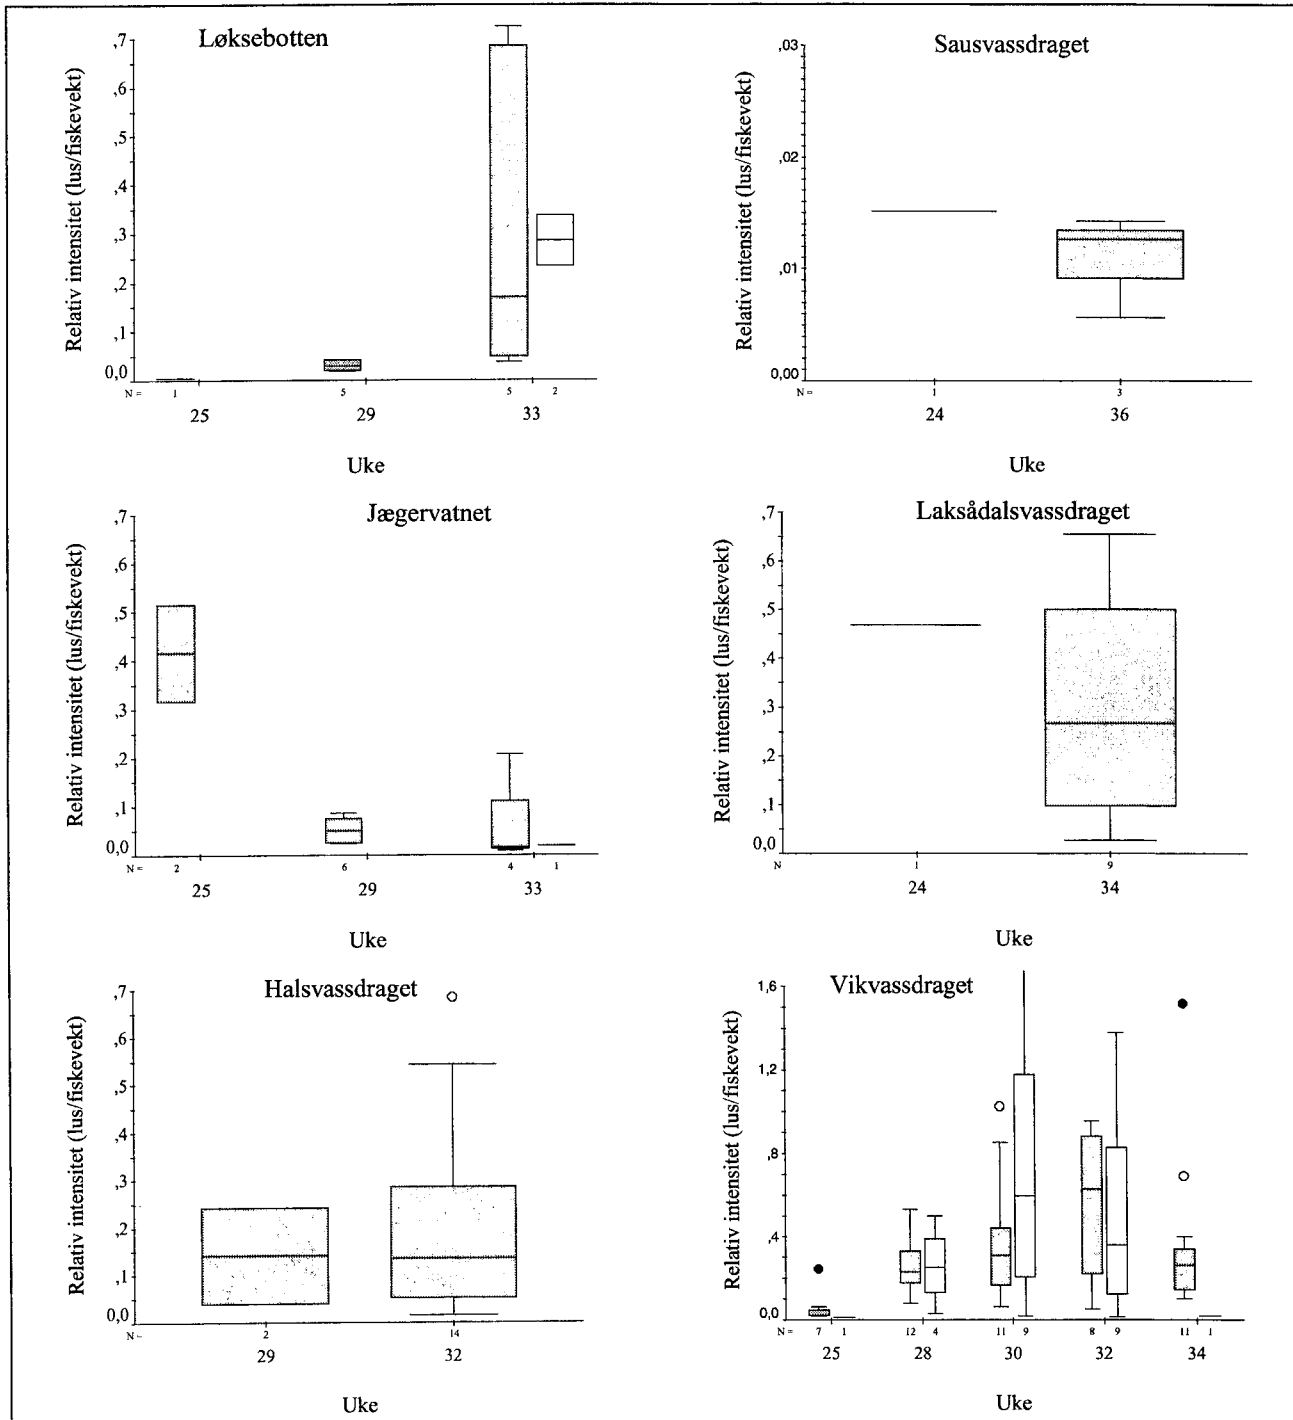 Løksebotten
Relativ intensitet (lus/fiskevekt)
,7
,6
,5
,4
,3
,2
,1
0,0
N = 1 5 5 2
25 29 33
Uke
Sausvassdraget
Relativ intensitet (lus/fiskevekt)
,03
,02
,01
0,00
N = 1 3
24 36
Uke
Jægervatnet
Relativ intensitet (lus/fiskevekt)
,7
,6
,5
,4
,3
,2
,1
0,0
N = 2 6 4 1
25 29 33
Uke
Laksådalsvassdraget
Relativ intensitet (lus/fiskevekt)
,7
,6
,5
,4
,3
,2
,1
0,0
N 1 9
24 34
Uke
Halsvassdraget
Relativ intensitet (lus/fiskevekt)
,7
,6
,5
,4
,3
,2
,1
0,0
N – 2 14
29 32
Uke
Vikvassdraget
Relativ intensitet (lus/fiskevekt)
1,6
1,2
,8
,4
0,0
N = 7 1 12 4 11 9 8 9 11 1
25 28 30 32 34
Uke